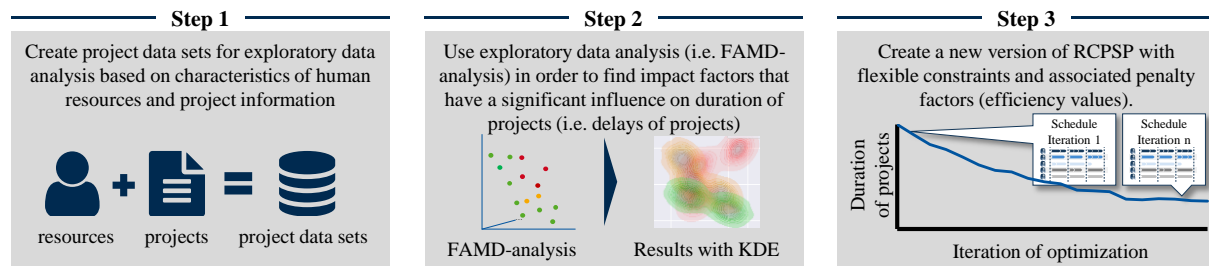 Step 1
Create project data sets for exploratory data
analysis based on characteristics of human
resources and project information
resources
projects
project data sets
Step 2
Use exploratory data analysis (i.e. FAMD-
analysis) in order to find impact factors that
have a significant influence on duration of
projects (i.e. delays of projects)
FAMD-analysis
Results with KDE
Step 3
Create a new version of RCPSP with
flexible constraints and associated penalty
factors (efficiency values).
Schedule
Iteration 1
Schedule
Iteration n
Duration
of projects
Iteration of optimization